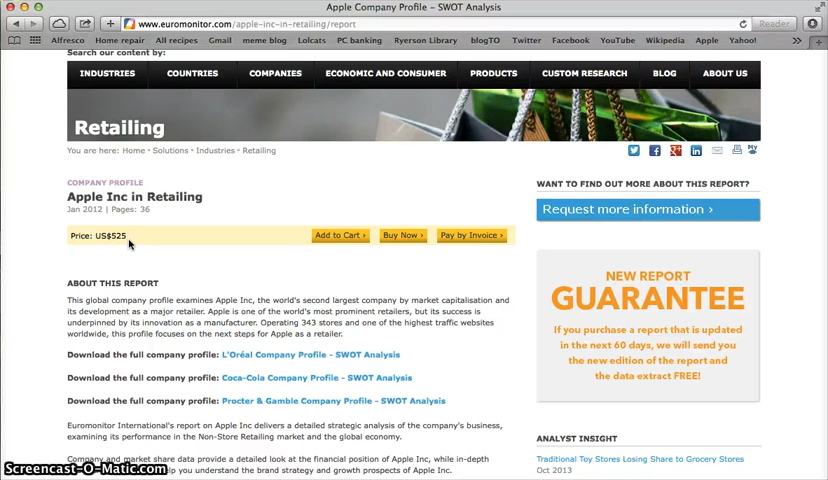 Apple Company Profile – SWOT Analysis
www.euromonitor.com/apple-inc-in-retailing/report
Reader
Alfresco Home repair All recipes Gmail meme blog Lolcats PC banking Ryerson Library blogTO Twitter Facebook YouTube Wikipedia Apple Yahoo!
Search our content by:
INDUSTRIES COUNTRIES COMPANIES ECONOMIC AND CONSUMER PRODUCTS CUSTOM RESEARCH BLOG ABOUT US
Retailing
You are here: Home · Solutions · Industries · Retailing
MY
COMPANY PROFILE
Apple Inc in Retailing
Jan 2012 | Pages: 36
Price: US$525
Add to Cart ›
Buy Now ›
Pay by Invoice ›
ABOUT THIS REPORT
This global company profile examines Apple Inc, the world's second largest company by market capitalisation and
its development as a major retailer. Apple is one of the world's most prominent retailers, but its success is
underpinned by its innovation as a manufacturer. Operating 343 stores and one of the highest traffic websites
worldwide, this profile focuses on the next steps for Apple as a retailer.
Download the full company profile: L'Oréal Company Profile - SWOT Analysis
Download the full company profile: Coca-Cola Company Profile - SWOT Analysis
Download the full company profile: Procter & Gamble Company Profile - SWOT Analysis
Euromonitor International's report on Apple Inc delivers a detailed strategic analysis of the company's business,
examining its performance in the Non-Store Retailing market and the global economy.
Company and market share data provide a detailed look at the financial position of Apple Inc, while in-depth
help you understand the brand strategy and growth prospects of Apple Inc.
WANT TO FIND OUT MORE ABOUT THIS REPORT?
Request more information ›
NEW REPORT
GUARANTEE
If you purchase a report that is updated
in the next 60 days, we will send you
the new edition of the report and
the data extract FREE!
ANALYST INSIGHT
Traditional Toy Stores Losing Share to Grocery Stores
Oct 2013
Screencast-O-Matic.com